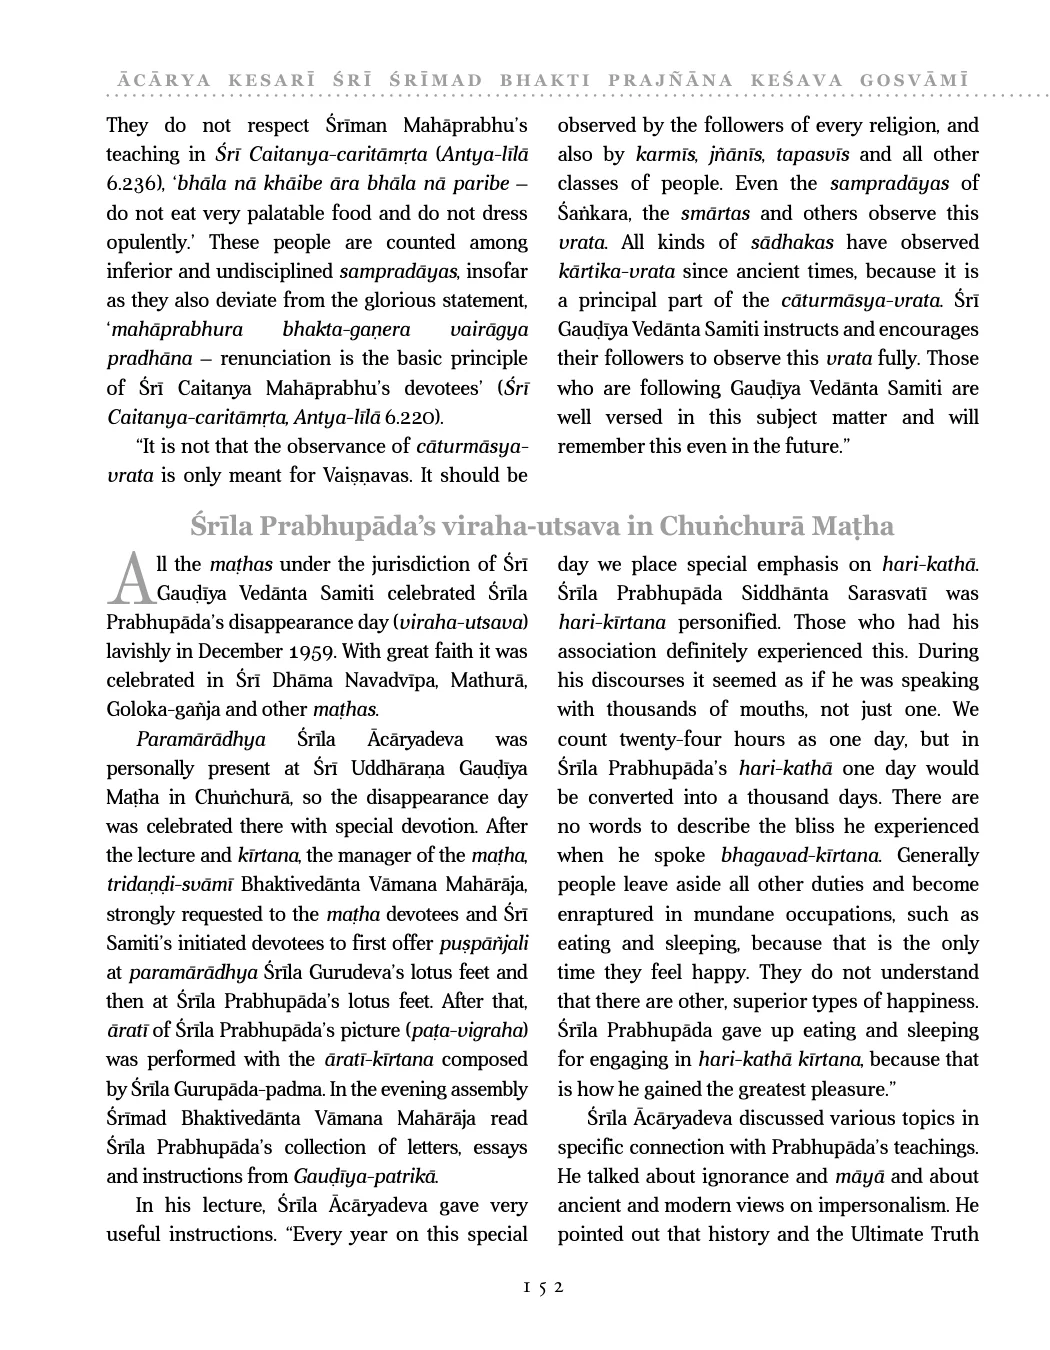 ĀCĀRYA KESARĪ ŚRĪ ŚRĪMAD BHAKTI PRAJÑĀNA KEŚAVA GOSVĀMĪ
They do not respect Śrīman Mahāprabhu’s
teaching in Śrī Caitanya-caritāmṛta (Antya-līlā
6.236), ‘bhāla nā khāibe āra bhāla nā paribe –
do not eat very palatable food and do not dress
opulently.’ These people are counted among
inferior and undisciplined sampradāyas, insofar
as they also deviate from the glorious statement,
‘mahāprabhura bhakta-gaṇera vairāgya
pradhāna – renunciation is the basic principle
of Śrī Caitanya Mahāprabhu’s devotees’ (Śrī
Caitanya-caritāmṛta, Antya-līlā 6.220).
“It is not that the observance of cāturmāsya-
vrata is only meant for Vaiṣṇavas. It should be
observed by the followers of every religion, and
also by karmīs, jñānīs, tapasvīs and all other
classes of people. Even the sampradāyas of
Śaṅkara, the smārtas and others observe this
vrata. All kinds of sādhakas have observed
kārtika-vrata since ancient times, because it is
a principal part of the cāturmāsya-vrata. Śrī
Gauḍīya Vedānta Samiti instructs and encourages
their followers to observe this vrata fully. Those
who are following Gauḍīya Vedānta Samiti are
well versed in this subject matter and will
remember this even in the future.”
Śrīla Prabhupāda’s viraha-utsava in Chuṅchurā Maṭha
All the maṭhas under the jurisdiction of Śrī
Gauḍīya Vedānta Samiti celebrated Śrīla
Prabhupāda’s disappearance day (viraha-utsava)
lavishly in December 1959. With great faith it was
celebrated in Śrī Dhāma Navadvīpa, Mathurā,
Goloka-gañja and other maṭhas.
Paramārādhya Śrīla Ācāryadeva was
personally present at Śrī Uddhāraṇa Gauḍīya
Maṭha in Chuṅchurā, so the disappearance day
was celebrated there with special devotion. After
the lecture and kīrtana, the manager of the maṭha,
tridaṇḍi-svāmī Bhaktivedānta Vāmana Mahārāja,
strongly requested to the maṭha devotees and Śrī
Samiti’s initiated devotees to first offer puṣpāñjali
at paramārādhya Śrīla Gurudeva’s lotus feet and
then at Śrīla Prabhupāda’s lotus feet. After that,
āratī of Śrīla Prabhupāda’s picture (paṭa-vigraha)
was performed with the āratī-kīrtana composed
by Śrīla Gurupāda-padma. In the evening assembly
Śrīmad Bhaktivedānta Vāmana Mahārāja read
Śrīla Prabhupāda’s collection of letters, essays
and instructions from Gauḍīya-patrikā.
In his lecture, Śrīla Ācāryadeva gave very
useful instructions. “Every year on this special
day we place special emphasis on hari-kathā.
Śrīla Prabhupāda Siddhānta Sarasvatī was
hari-kīrtana personified. Those who had his
association definitely experienced this. During
his discourses it seemed as if he was speaking
with thousands of mouths, not just one. We
count twenty-four hours as one day, but in
Śrīla Prabhupāda’s hari-kathā one day would
be converted into a thousand days. There are
no words to describe the bliss he experienced
when he spoke bhagavad-kīrtana. Generally
people leave aside all other duties and become
enraptured in mundane occupations, such as
eating and sleeping, because that is the only
time they feel happy. They do not understand
that there are other, superior types of happiness.
Śrīla Prabhupāda gave up eating and sleeping
for engaging in hari-kathā kīrtana, because that
is how he gained the greatest pleasure.”
Śrīla Ācāryadeva discussed various topics in
specific connection with Prabhupāda’s teachings.
He talked about ignorance and māyā and about
ancient and modern views on impersonalism. He
pointed out that history and the Ultimate Truth
152